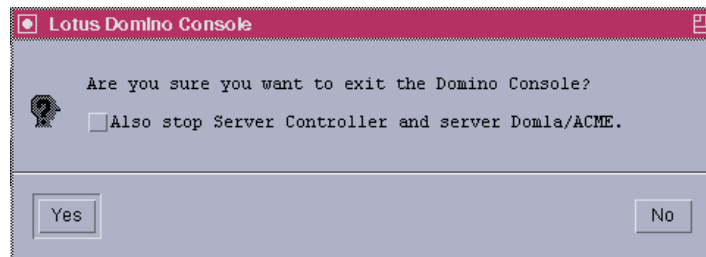 Lotus Domino Console
Are you sure you want to exit the Domino Console?
Also stop Server Controller and server Domla/ACME.
Yes
No